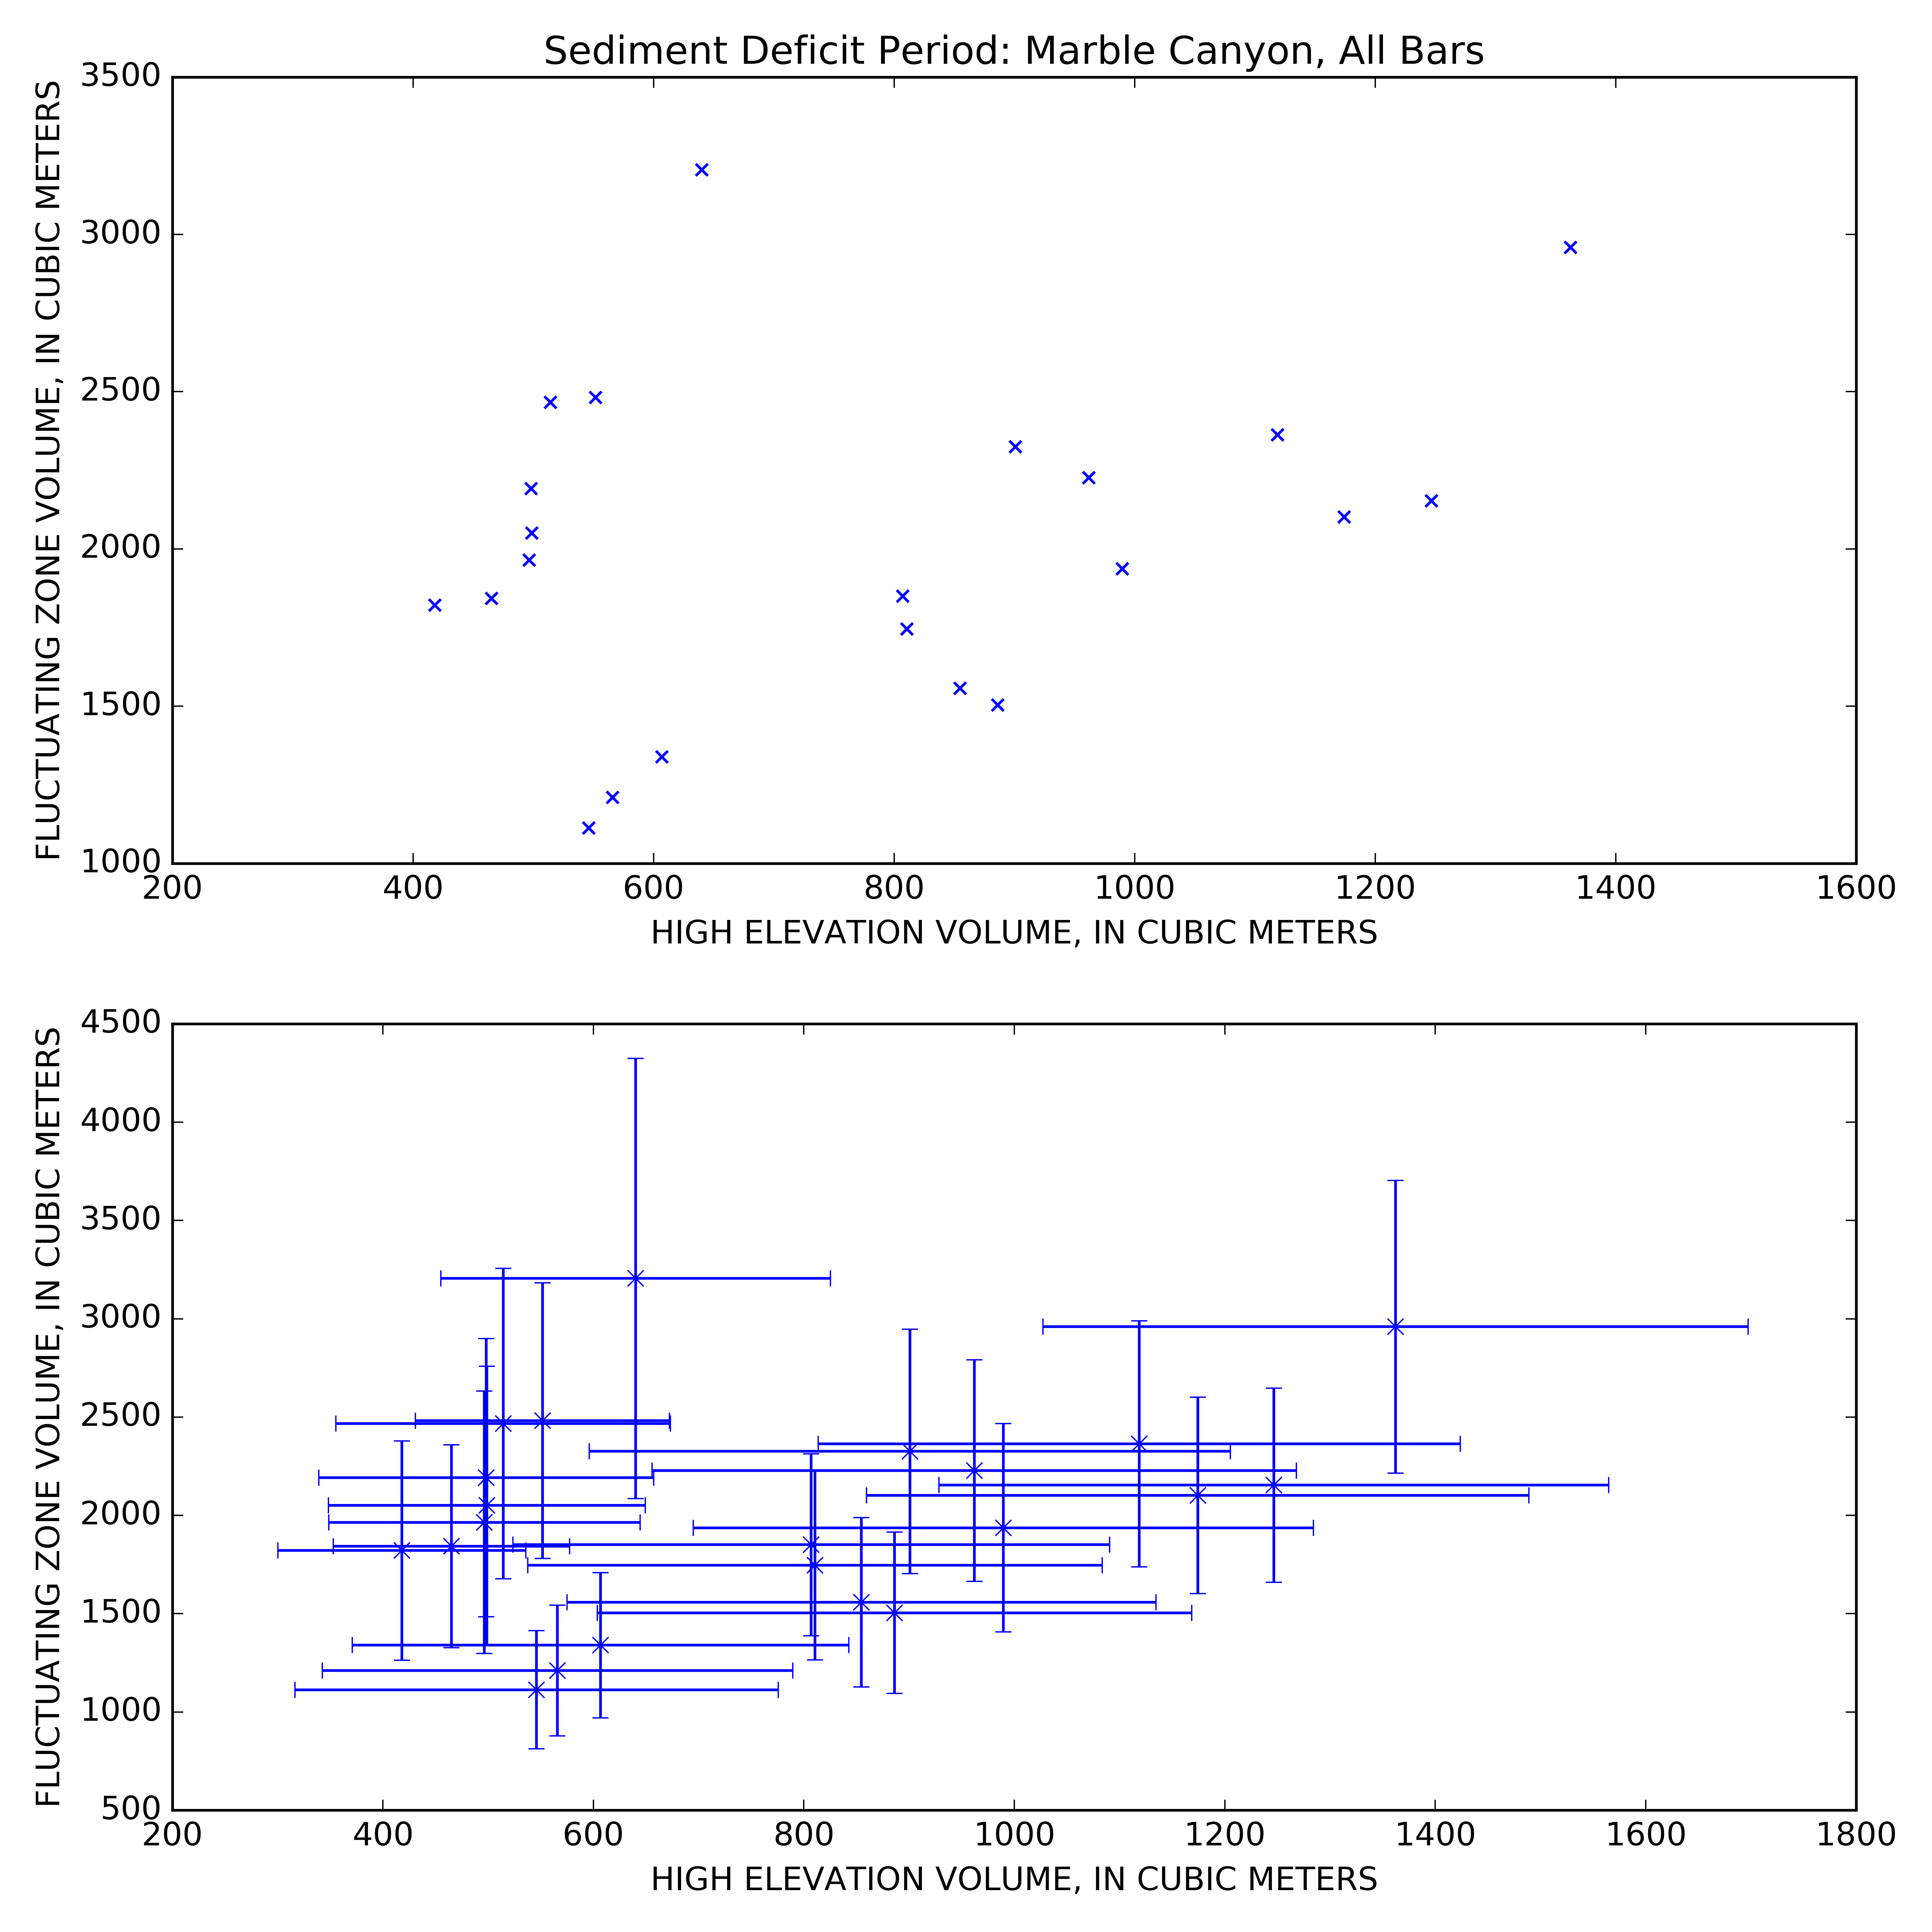 Sediment Deficit Period: Marble Canyon, All Bars
FLUCTUATING ZONE VOLUME, IN CUBIC METERS
3500
3000
2500
2000
1500
1000
200 400 600 800 1000 1200 1400 1600
HIGH ELEVATION VOLUME, IN CUBIC METERS
FLUCTUATING ZONE VOLUME, IN CUBIC METERS
4500
4000
3500
3000
2500
2000
1500
1000
500
200 400 600 800 1000 1200 1400 1600 1800
HIGH ELEVATION VOLUME, IN CUBIC METERS